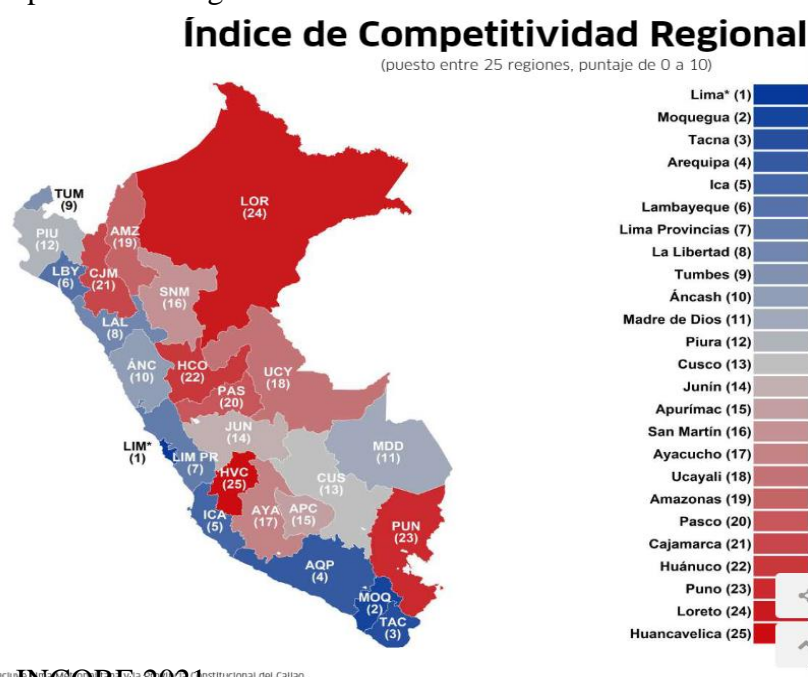 Índice de Competitividad Regional
(puesto entre 25 regiones, puntaje de 0 a 10)
Lima* (1)
Moquegua (2)
Tacna (3)
Arequipa (4)
Ica (5)
Lambayeque (6)
Lima Provincias (7)
La Libertad (8)
Tumbes (9)
Áncash (10)
Madre de Dios (11)
Piura (12)
Cusco (13)
Junín (14)
Apurímac (15)
San Martín (16)
Ayacucho (17)
Ucayali (18)
Amazonas (19)
Pasco (20)
Cajamarca (21)
Huánuco (22)
Puno (23)
Loreto (24)
Huancavelica (25)
TUM
(9)
PIU
(12)
LBY
(6)
CJM
(21)
AMZ
(19)
LOR
(24)
SNM
(16)
LAL
(8)
ÁNC
(10)
HCO
(22)
PAS
(20)
UCY
(18)
JUN
(14)
LIM*
(1)
LIM PR
(7)
HVC
(25)
MDD
(11)
CUS
(13)
ICA
(5)
AYA
(17)
APC
(15)
PUN
(23)
AQP
(4)
MOQ
(2)
TAC
(3)
INCORE 2021
Constitucional del Callao